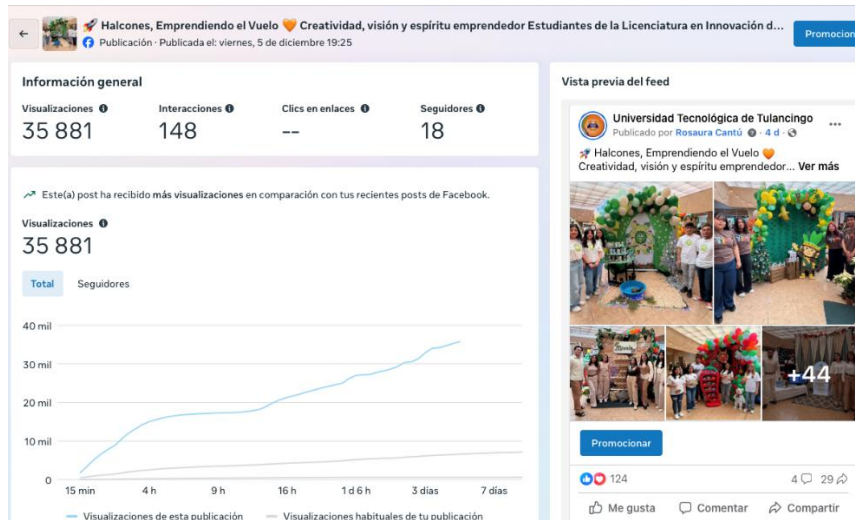 🚀 Halcones, Emprendiendo el Vuelo 🧡 Creatividad, visión y espíritu emprendedor Estudiantes de la Licenciatura en Innovación d...
Publicación · Publicada el: viernes, 5 de diciembre 19:25
Promocion
Información general
Visualizaciones Interacciones Clics en enlaces Seguidores
35 881 148 -- 18
Este(a) post ha recibido más visualizaciones en comparación con tus recientes posts de Facebook.
Visualizaciones
35 881
Total Seguidores
40 mil
30 mil
20 mil
10 mil
0
15 min 4 h 9 h 16 h 1 d 6 h 3 días 7 días
Visualizaciones de esta publicación Visualizaciones habituales de tu publicación
Vista previa del feed
Universidad Tecnológica de Tulancingo
Publicado por Rosaura Cantú · 4 d ·
🚀 Halcones, Emprendiendo el Vuelo 🧡
Creatividad, visión y espíritu emprendedor... Ver más
+44
Promocionar
124 4 29
Me gusta Comentar Compartir